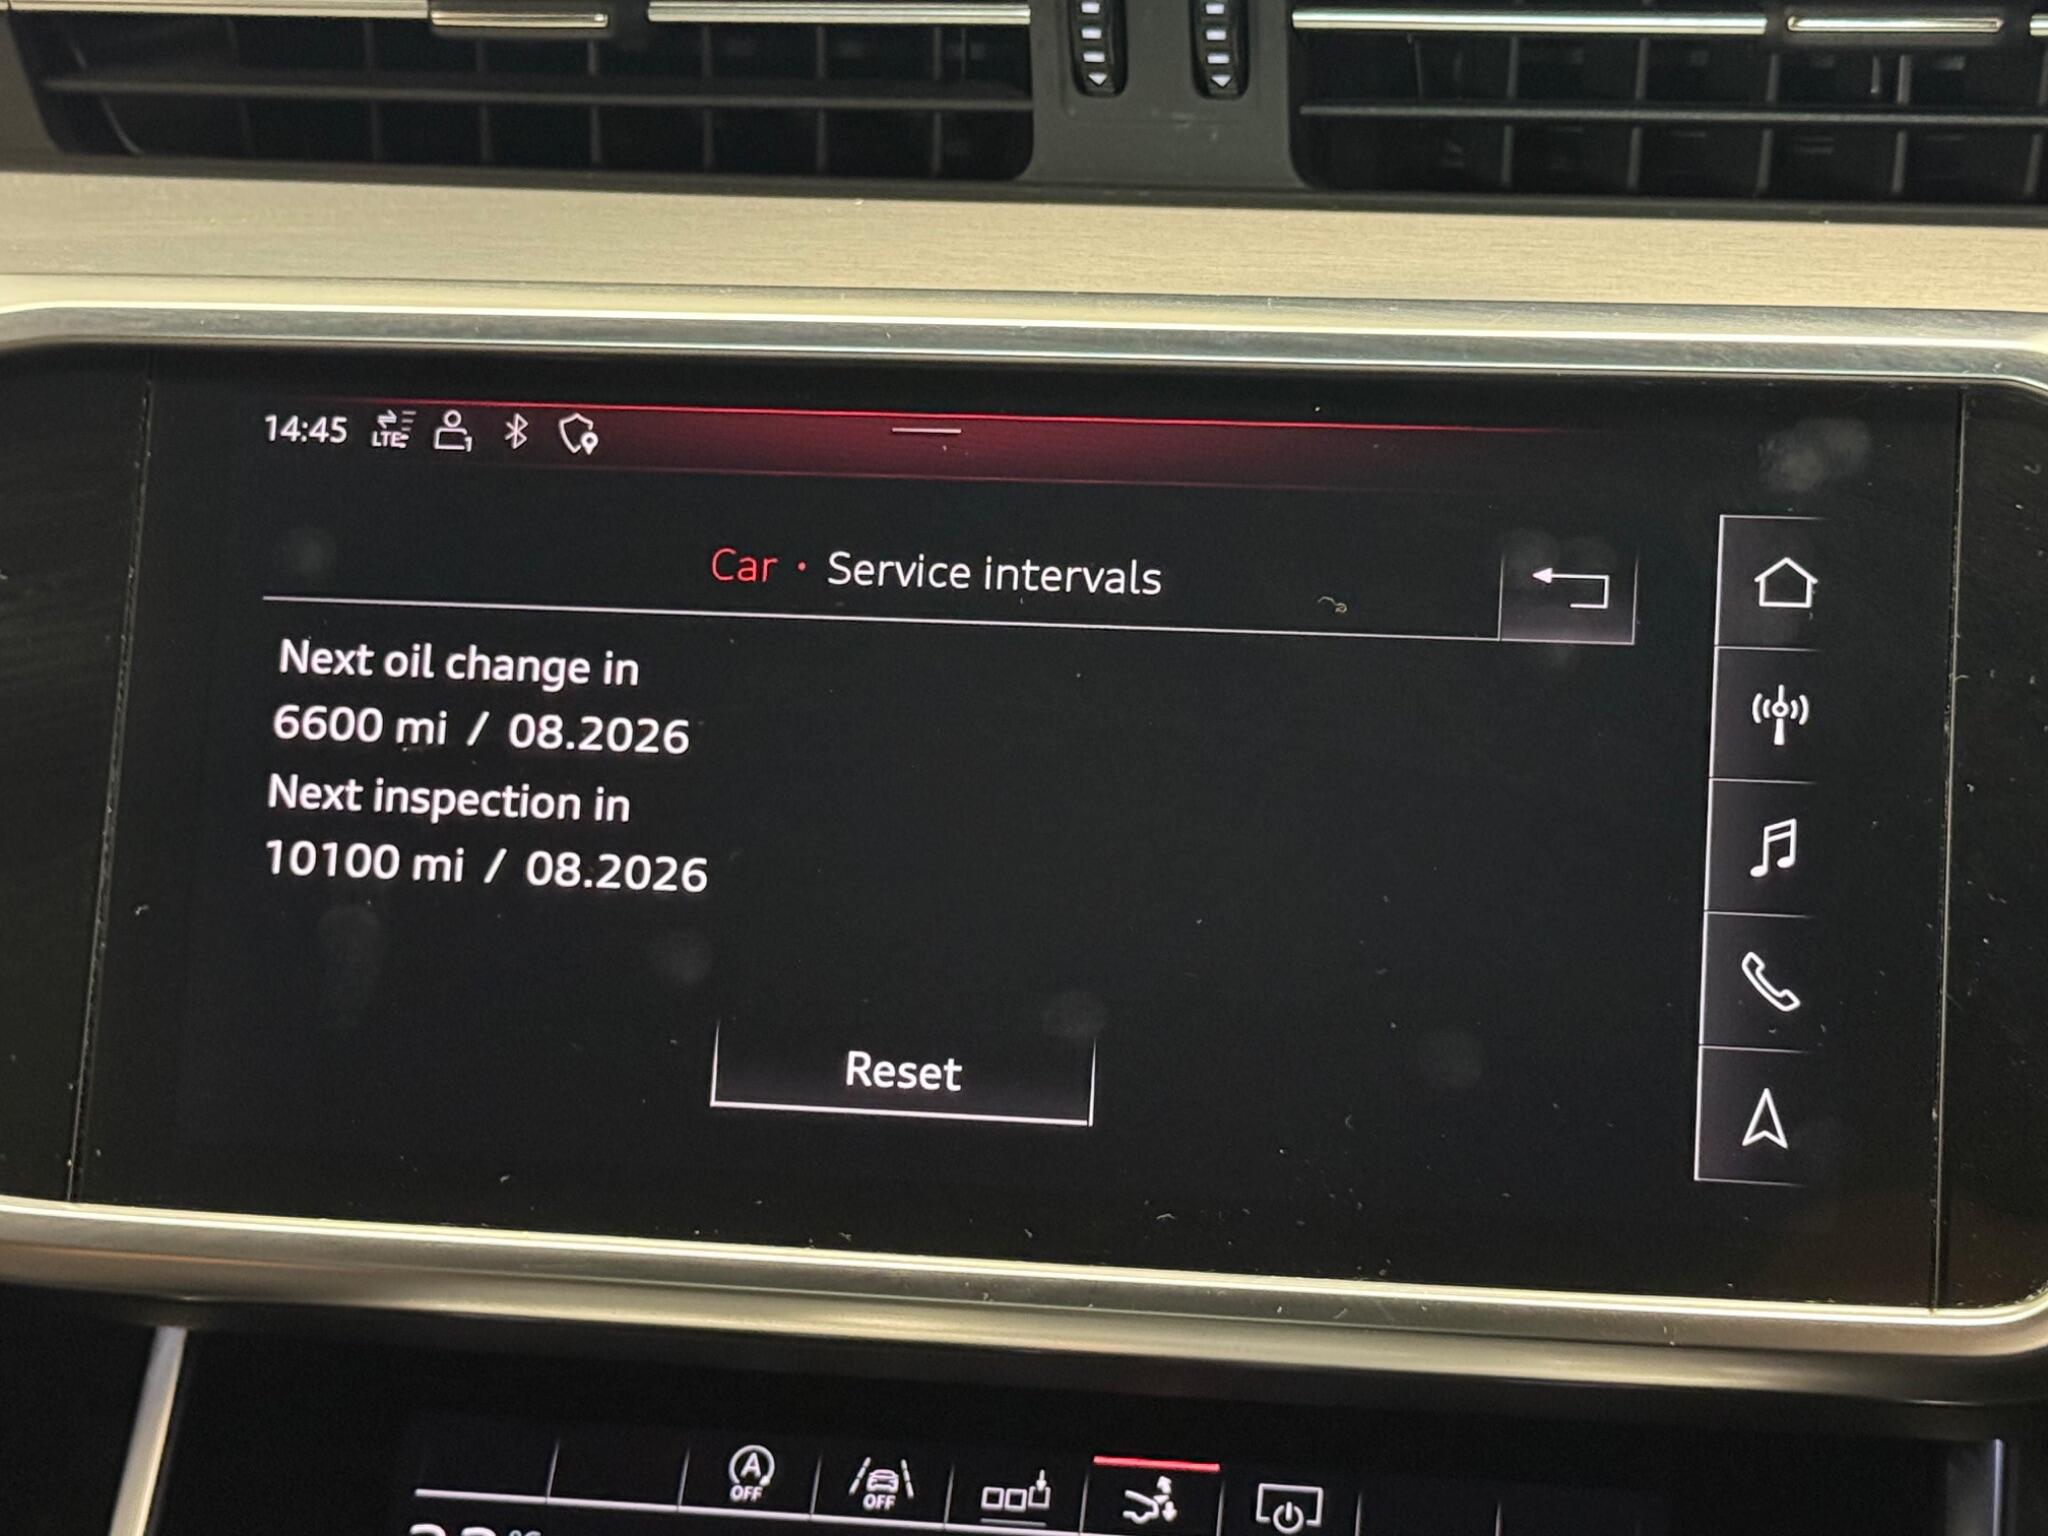 14:45 LTE 1
Car · Service intervals
Next oil change in
6600 mi / 08.2026
Next inspection in
10100 mi / 08.2026
Reset
A
OFF
OFF
°C